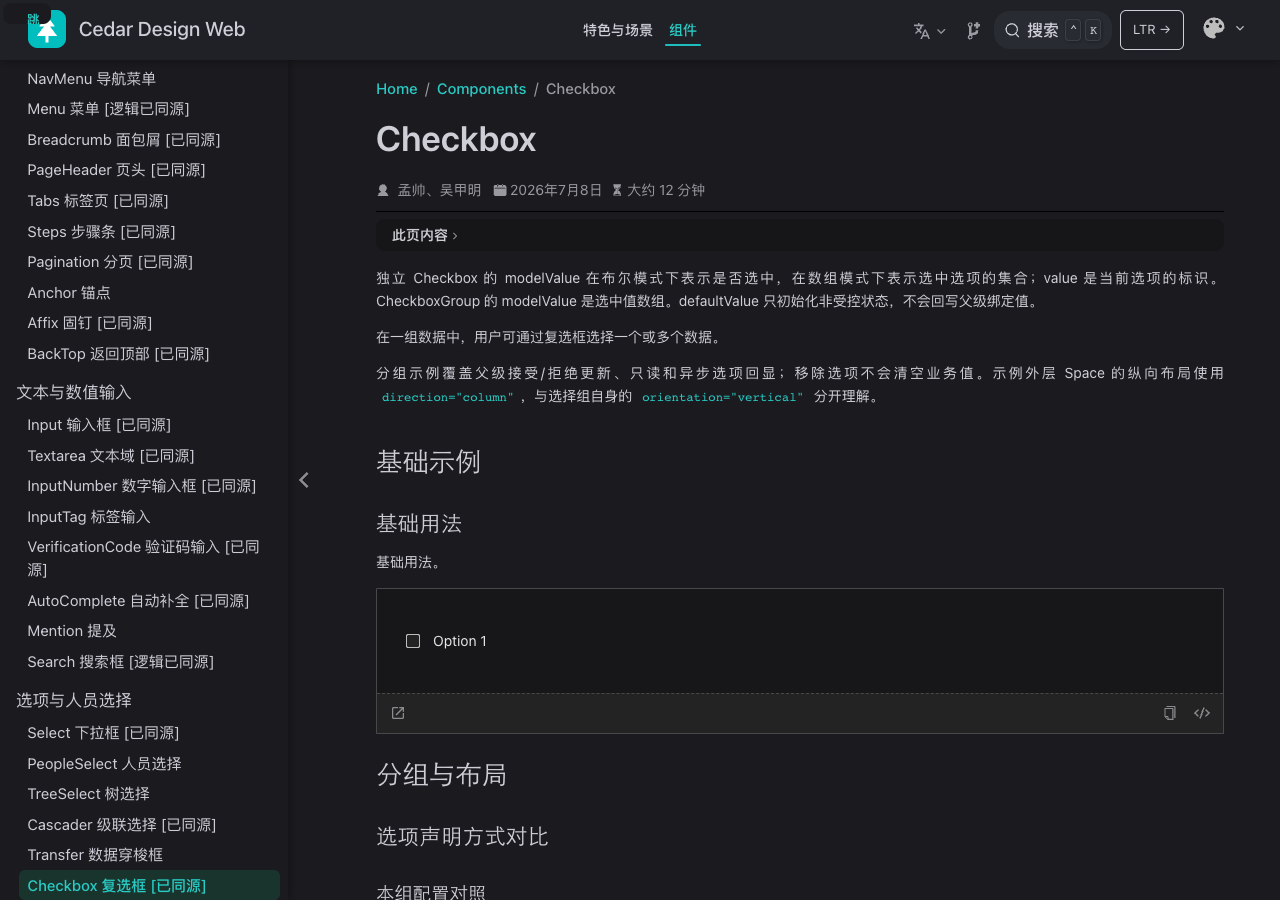 跳
Cedar Design Web
特色与场景
组件
搜索
^
K
LTR →
NavMenu 导航菜单
Menu 菜单 [逻辑已同源]
Breadcrumb 面包屑 [已同源]
PageHeader 页头 [已同源]
Tabs 标签页 [已同源]
Steps 步骤条 [已同源]
Pagination 分页 [已同源]
Anchor 锚点
Affix 固钉 [已同源]
BackTop 返回顶部 [已同源]
文本与数值输入
Input 输入框 [已同源]
Textarea 文本域 [已同源]
InputNumber 数字输入框 [已同源]
InputTag 标签输入
VerificationCode 验证码输入 [已同
源]
AutoComplete 自动补全 [已同源]
Mention 提及
Search 搜索框 [逻辑已同源]
选项与人员选择
Select 下拉框 [已同源]
PeopleSelect 人员选择
TreeSelect 树选择
Cascader 级联选择 [已同源]
Transfer 数据穿梭框
Checkbox 复选框 [已同源]
Home / Components / Checkbox
Checkbox
孟帅、吴甲明 2026年7月8日 大约 12 分钟
此页内容 ›
独立 Checkbox 的 modelValue 在布尔模式下表示是否选中，在数组模式下表示选中选项的集合；value 是当前选项的标识。
CheckboxGroup 的 modelValue 是选中值数组。defaultValue 只初始化非受控状态，不会回写父级绑定值。
在一组数据中，用户可通过复选框选择一个或多个数据。
分组示例覆盖父级接受/拒绝更新、只读和异步选项回显；移除选项不会清空业务值。示例外层 Space 的纵向布局使用
direction="column" ，与选择组自身的 orientation="vertical" 分开理解。
基础示例
基础用法
基础用法。
Option 1
分组与布局
选项声明方式对比
本组配置对照